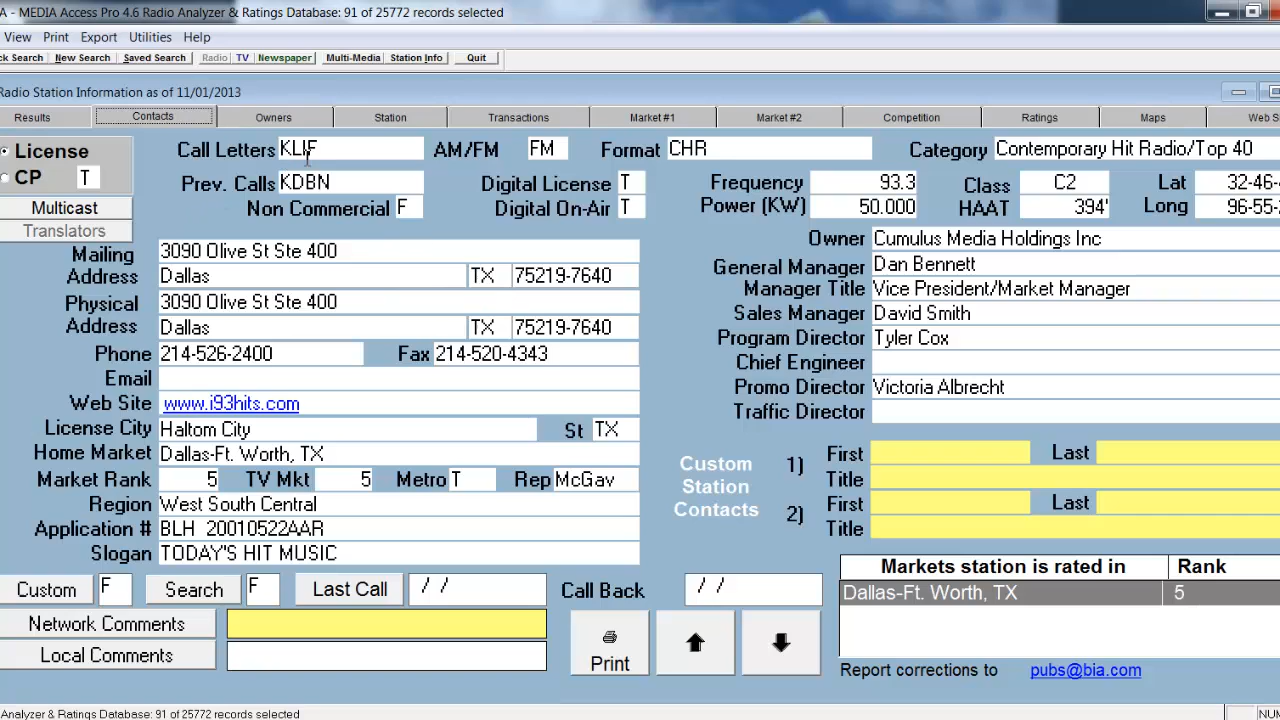 A - MEDIA Access Pro 4.6 Radio Analyzer & Ratings Database: 91 of 25772 records selected
View Print Export Utilities Help
ck Search New Search Saved Search Radio TV Newspaper Multi-Media Station Info Quit
Radio Station Information as of 11/01/2013
Results Contacts Owners Station Transactions Market #1 Market #2 Competition Ratings Maps Web S
License Call Letters KLIF AM/FM FM Format CHR Category Contemporary Hit Radio/Top 40
CP T Prev. Calls KDBN Digital License T Frequency 93.3 Class C2 Lat 32-46-
Multicast Non Commercial F Digital On-Air T Power (KW) 50.000 HAAT 394' Long 96-55-
Translators
Mailing Address 3090 Olive St Ste 400
Dallas TX 75219-7640
Physical Address 3090 Olive St Ste 400
Dallas TX 75219-7640
Phone 214-526-2400 Fax 214-520-4343
Email
Web Site www.i93hits.com
License City Haltom City St TX
Home Market Dallas-Ft. Worth, TX
Market Rank 5 TV Mkt 5 Metro T Rep McGav
Region West South Central
Application # BLH 20010522AAR
Slogan TODAY'S HIT MUSIC
Owner Cumulus Media Holdings Inc
General Manager Dan Bennett
Manager Title Vice President/Market Manager
Sales Manager David Smith
Program Director Tyler Cox
Chief Engineer
Promo Director Victoria Albrecht
Traffic Director
Custom Station Contacts
1) First Last
Title
2) First Last
Title
Custom F Search F Last Call / / Call Back / /
Network Comments
Local Comments
Print
Markets station is rated in Rank
Dallas-Ft. Worth, TX 5
Report corrections to pubs@bia.com
Analyzer & Ratings Database: 91 of 25772 records selected NUM